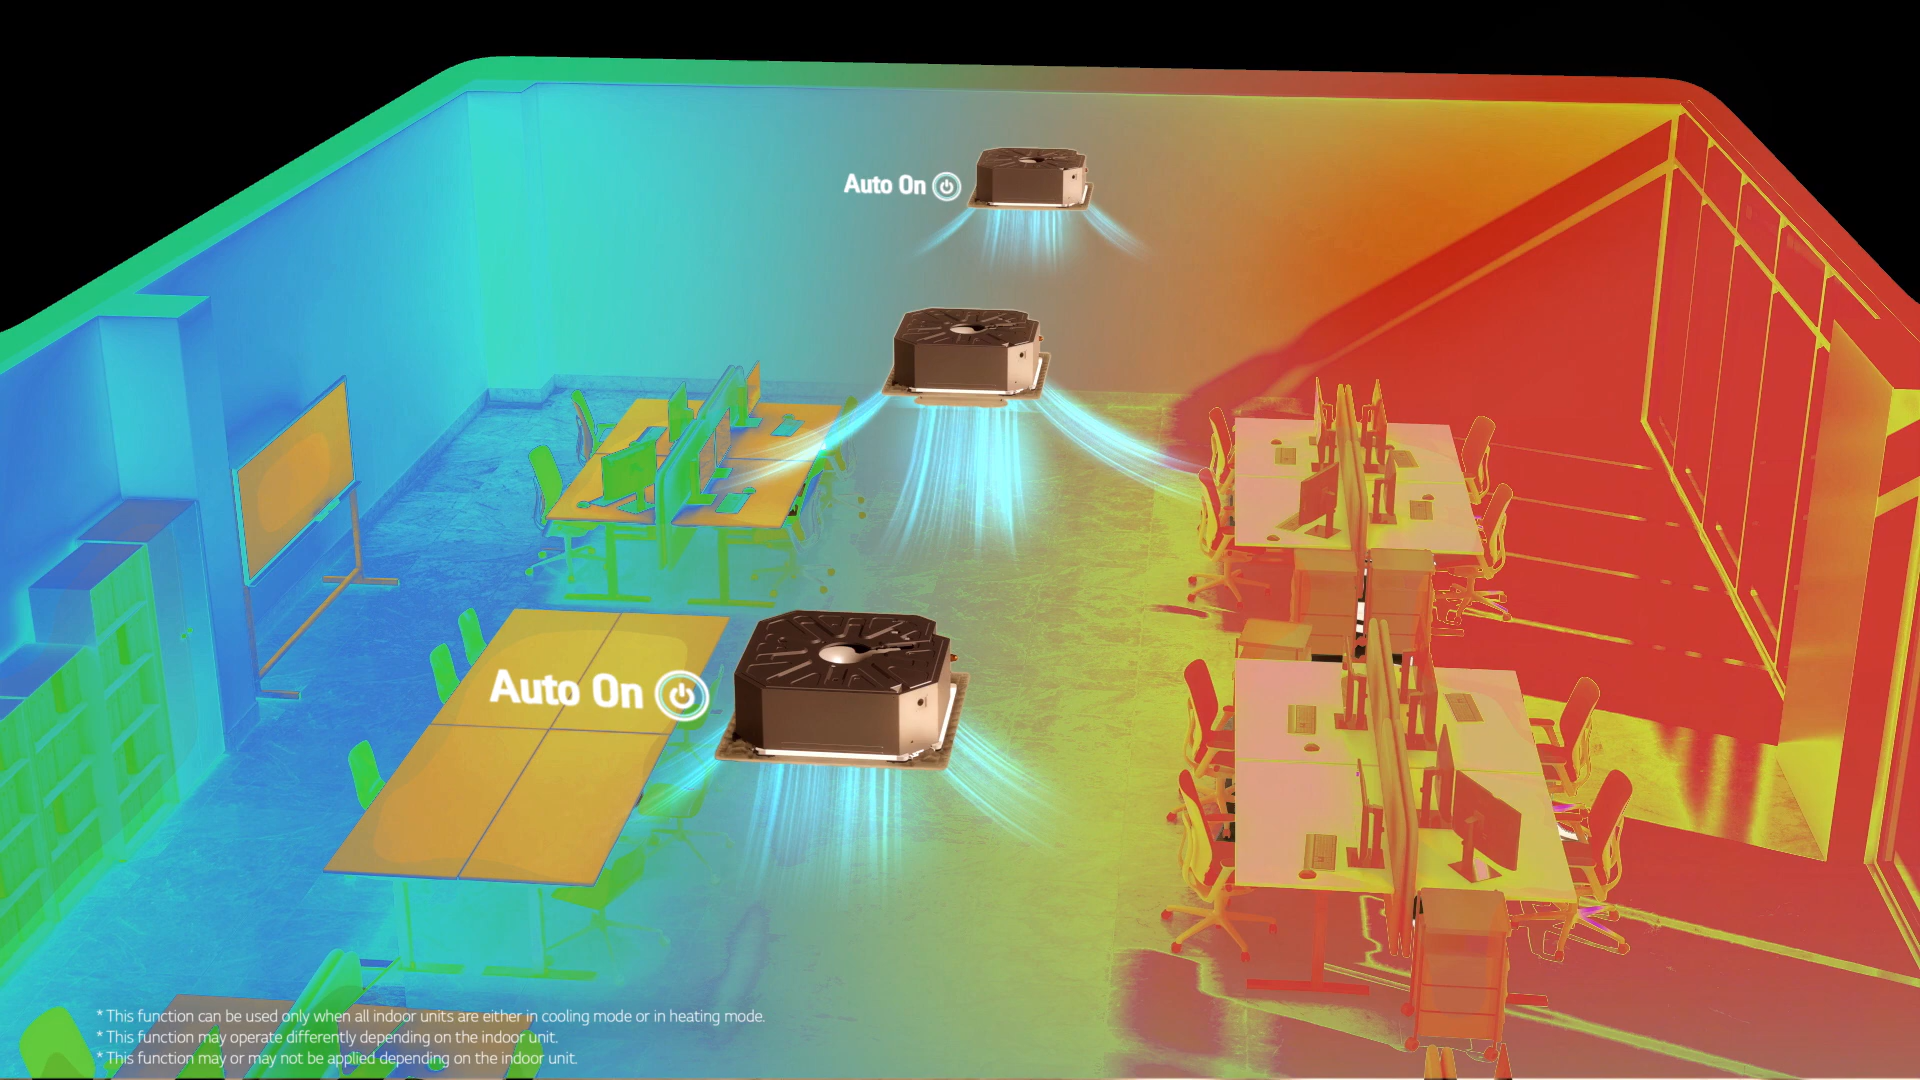 Auto On
Auto On
* This function can be used only when all indoor units are either in cooling mode or in heating mode.
* This function may operate differently depending on the indoor unit.
* This function may or may not be applied depending on the indoor unit.